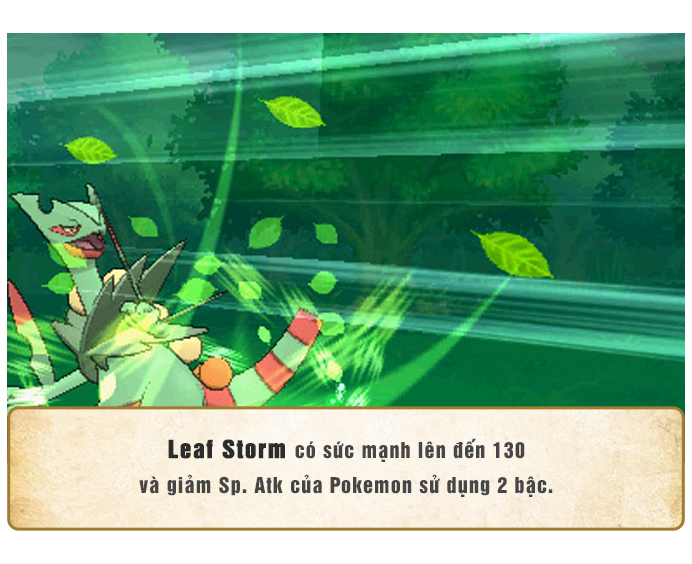 Leaf Storm có sức mạnh lên đến 130
và giảm Sp. Atk của Pokemon sử dụng 2 bậc.